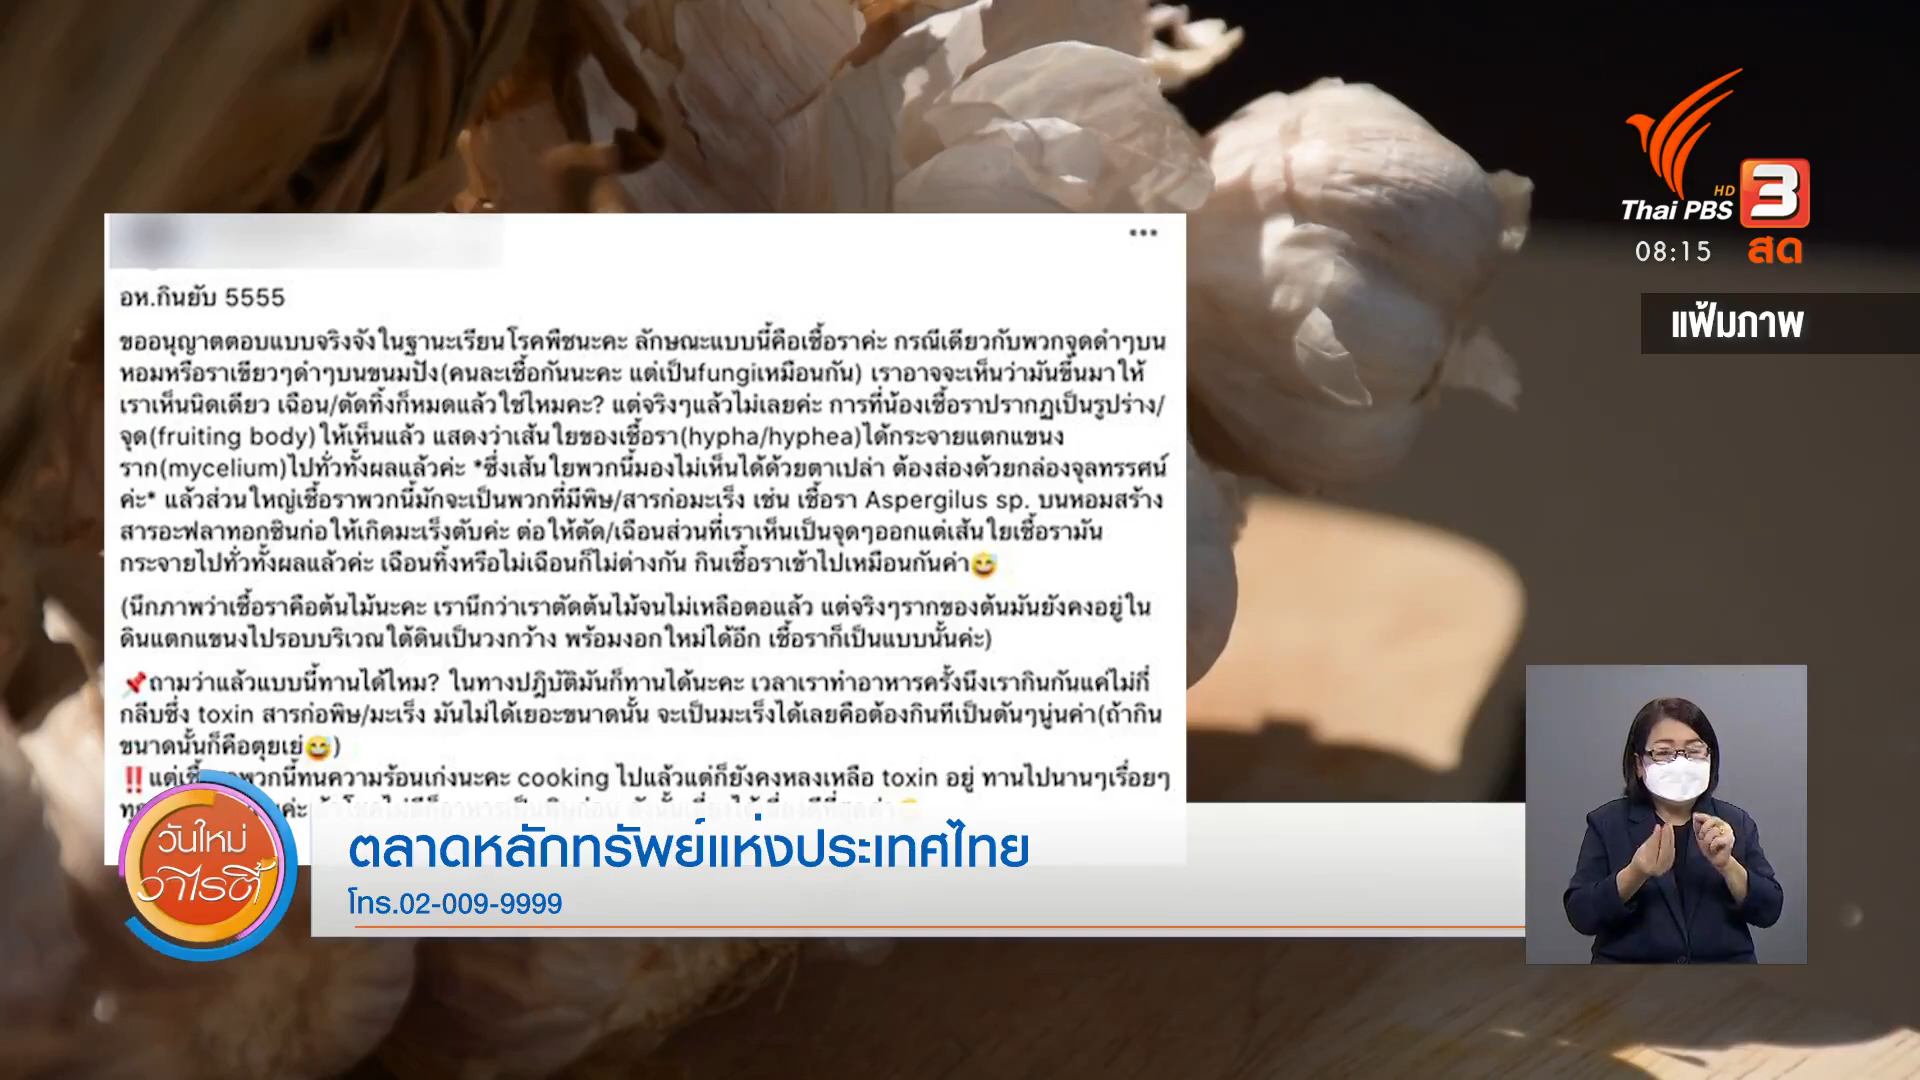 Thai PBS
HD
3
08:15
สด
แฟ้มภาพ
อห.กินยับ 5555
ขออนุญาตตอบแบบจริงจังในฐานะเรียนโรคพืชนะคะ ลักษณะแบบนี้คือเชื้อราค่ะ กรณีเดียวกับพวกจุดดำๆบน
หอมหรือราเขียวๆดำๆบนขนมปัง(คนละเชื้อกันนะคะ แต่เป็นfungiเหมือนกัน) เราอาจจะเห็นว่ามันขึ้นมาให้
เราเห็นนิดเดียว เฉือน/ตัดทิ้งก็หมดแล้วใช่ไหมคะ? แต่จริงๆแล้วไม่เลยค่ะ การที่น้องเชื้อราปรากฏเป็นรูปร่าง/
จุด(fruiting body)ให้เห็นแล้ว แสดงว่าเส้นใยของเชื้อรา(hypha/hyphea)ได้กระจายแตกแขนง
ราก(mycelium)ไปทั่วทั้งผลแล้วค่ะ *ซึ่งเส้นใยพวกนี้มองไม่เห็นได้ด้วยตาเปล่า ต้องส่องด้วยกล่องจุลทรรศน์
ค่ะ* แล้วส่วนใหญ่เชื้อราพวกนี้มักจะเป็นพวกที่มีพิษ/สารก่อมะเร็ง เช่น เชื้อรา Aspergilus sp. บนหอมสร้าง
สารอะฟลาทอกซินก่อให้เกิดมะเร็งตับค่ะ ต่อให้ตัด/เฉือนส่วนที่เราเห็นเป็นจุดๆออกแต่เส้นใยเชื้อรามัน
กระจายไปทั่วทั้งผลแล้วค่ะ เฉือนทิ้งหรือไม่เฉือนก็ไม่ต่างกัน กินเชื้อราเข้าไปเหมือนกันค่า😅
(นึกภาพว่าเชื้อราคือต้นไม้นะคะ เรานึกว่าเราตัดต้นไม้จนไม่เหลือตอแล้ว แต่จริงๆรากของต้นมันยังคงอยู่ใน
ดินแตกแขนงไปรอบบริเวณใต้ดินเป็นวงกว้าง พร้อมงอกใหม่ได้อีก เชื้อราก็เป็นแบบนั้นค่ะ)
📌ถามว่าแล้วแบบนี้ทานได้ไหม? ในทางปฎิบัติมันก็ทานได้นะคะ เวลาเราทำอาหารครั้งนึงเรากินกันแค่ไม่กี่
กลีบซึ่ง toxin สารก่อพิษ/มะเร็ง มันไม่ได้เยอะขนาดนั้น จะเป็นมะเร็งได้เลยคือต้องกินทีเป็นตันๆนู่นค่า(ถ้ากิน
ขนาดนั้นก็คือตุยเย่😅)
‼️แต่เชื้อราพวกนี้ทนความร้อนเก่งนะคะ cooking ไปแล้วแต่ก็ยังคงหลงเหลือ toxin อยู่ ทานไปนานๆเรื่อยๆ
วันใหม่
วาไรตี้
ตลาดหลักทรัพย์แห่งประเทศไทย
โทร.02-009-9999